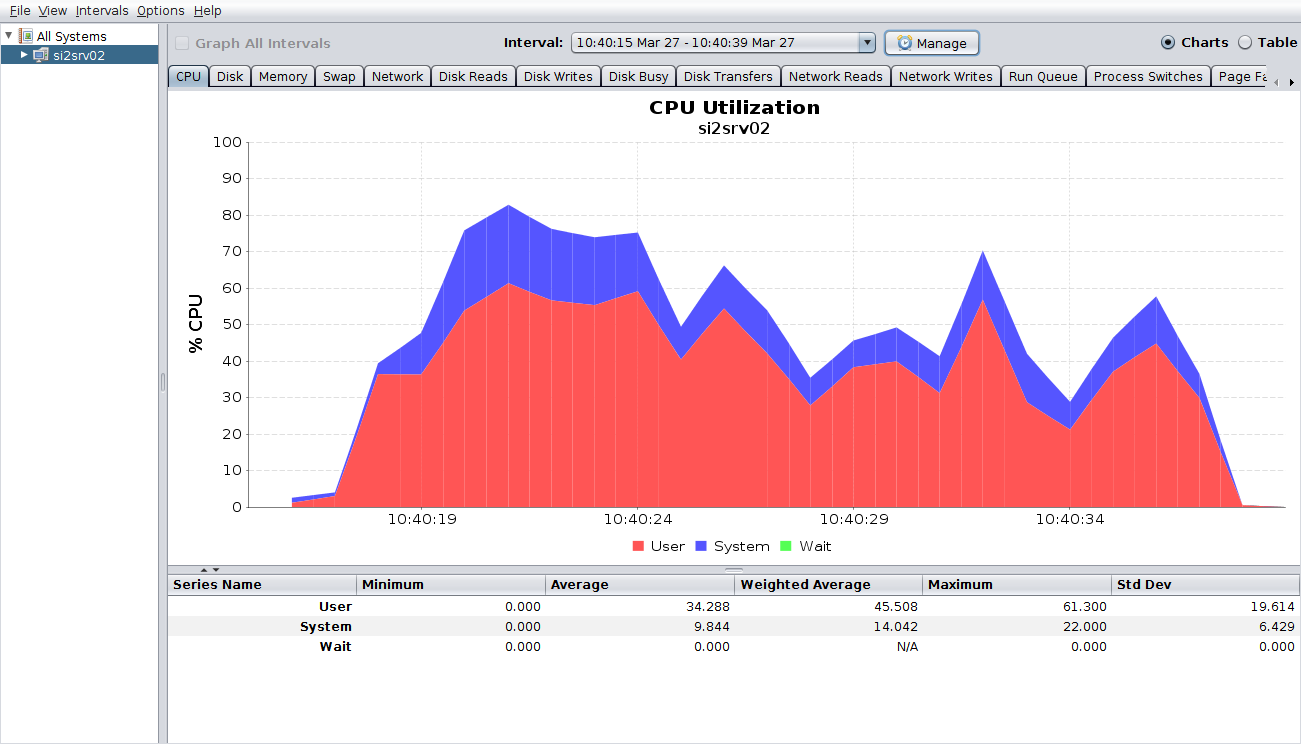 File View Intervals Options Help
All Systems
si2srv02
Graph All Intervals Interval: 10:40:15 Mar 27 - 10:40:39 Mar 27 Manage Charts Table
CPU Disk Memory Swap Network Disk Reads Disk Writes Disk Busy Disk Transfers Network Reads Network Writes Run Queue Process Switches Page Fa
CPU Utilization
si2srv02
% CPU
100
90
80
70
60
50
40
30
20
10
0
10:40:19 10:40:24 10:40:29 10:40:34
User System Wait
Series Name Minimum Average Weighted Average Maximum Std Dev
User 0.000 34.288 45.508 61.300 19.614
System 0.000 9.844 14.042 22.000 6.429
Wait 0.000 0.000 N/A 0.000 0.000